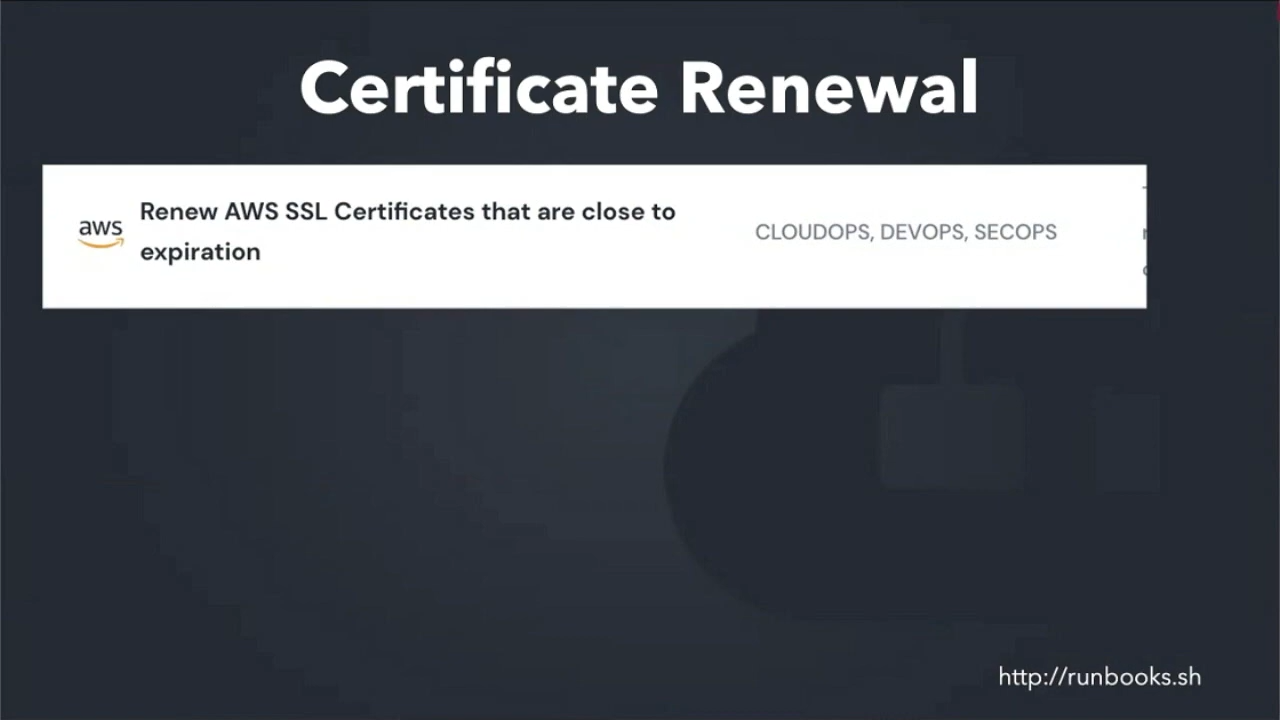 Certificate Renewal
aws
Renew AWS SSL Certificates that are close to
expiration
CLOUDOPS, DEVOPS, SECOPS
http://runbooks.sh